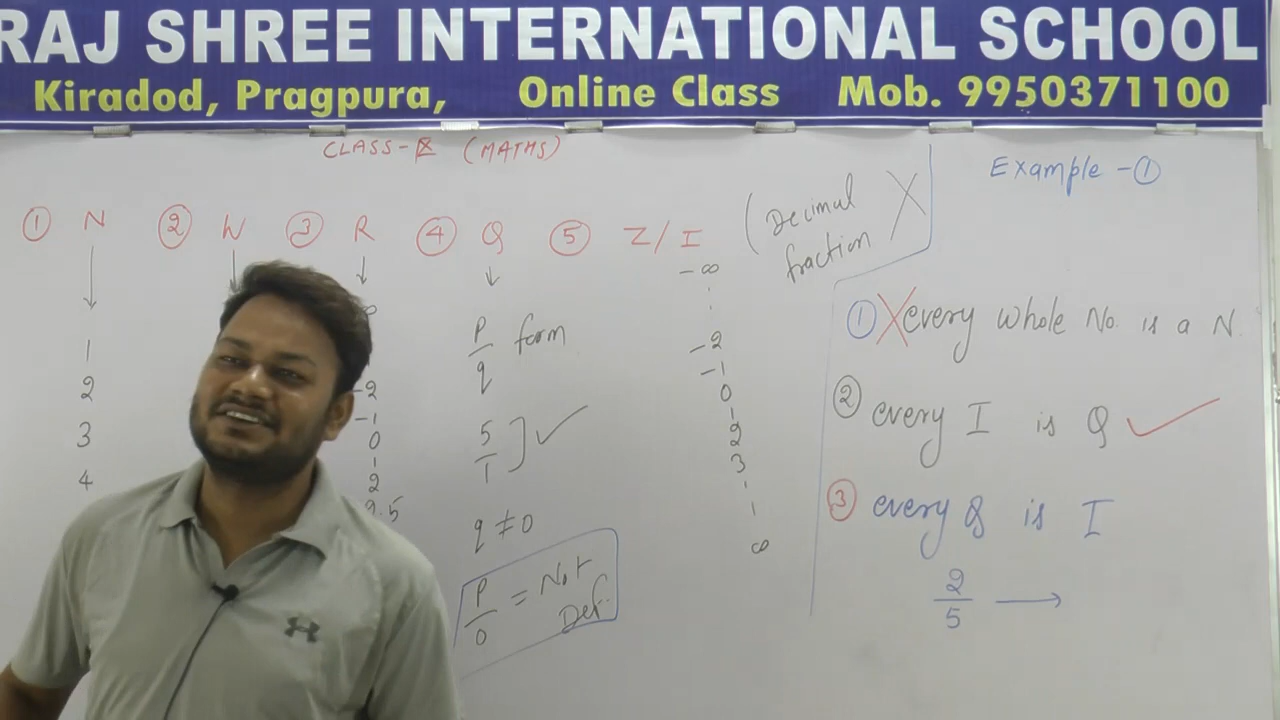 RAJ SHREE INTERNATIONAL SCHOOL
Kiradod, Pragpura, Online Class Mob. 9950371100
CLASS-IX (MATHS)
① N ② W ③ R ④ Q ⑤ Z/I
(Decimal
fraction X
1
2
3
4
∞
-2
-1
0
1
2
2.5
P/q form
5/1 ] ✓
q ≠ 0
P/0 = Not
Def.
-∞
-2
-1
0
1
2
3
∞
Example -①
① X every whole No. is a N.
② every I is Q ✓
③ every Q is I
2/5 →